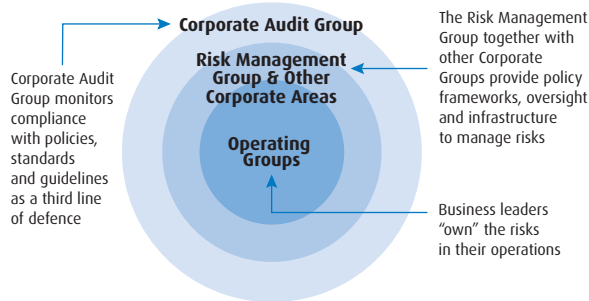 Corporate Audit Group
Risk Management
Group & Other
Corporate Areas
Operating
Groups
Corporate Audit
Group monitors
compliance
with policies,
standards
and guidelines
as a third line
of defence
The Risk Management
Group together with
other Corporate
Groups provide policy
frameworks, oversight
and infrastructure
to manage risks
Business leaders
“own” the risks
in their operations